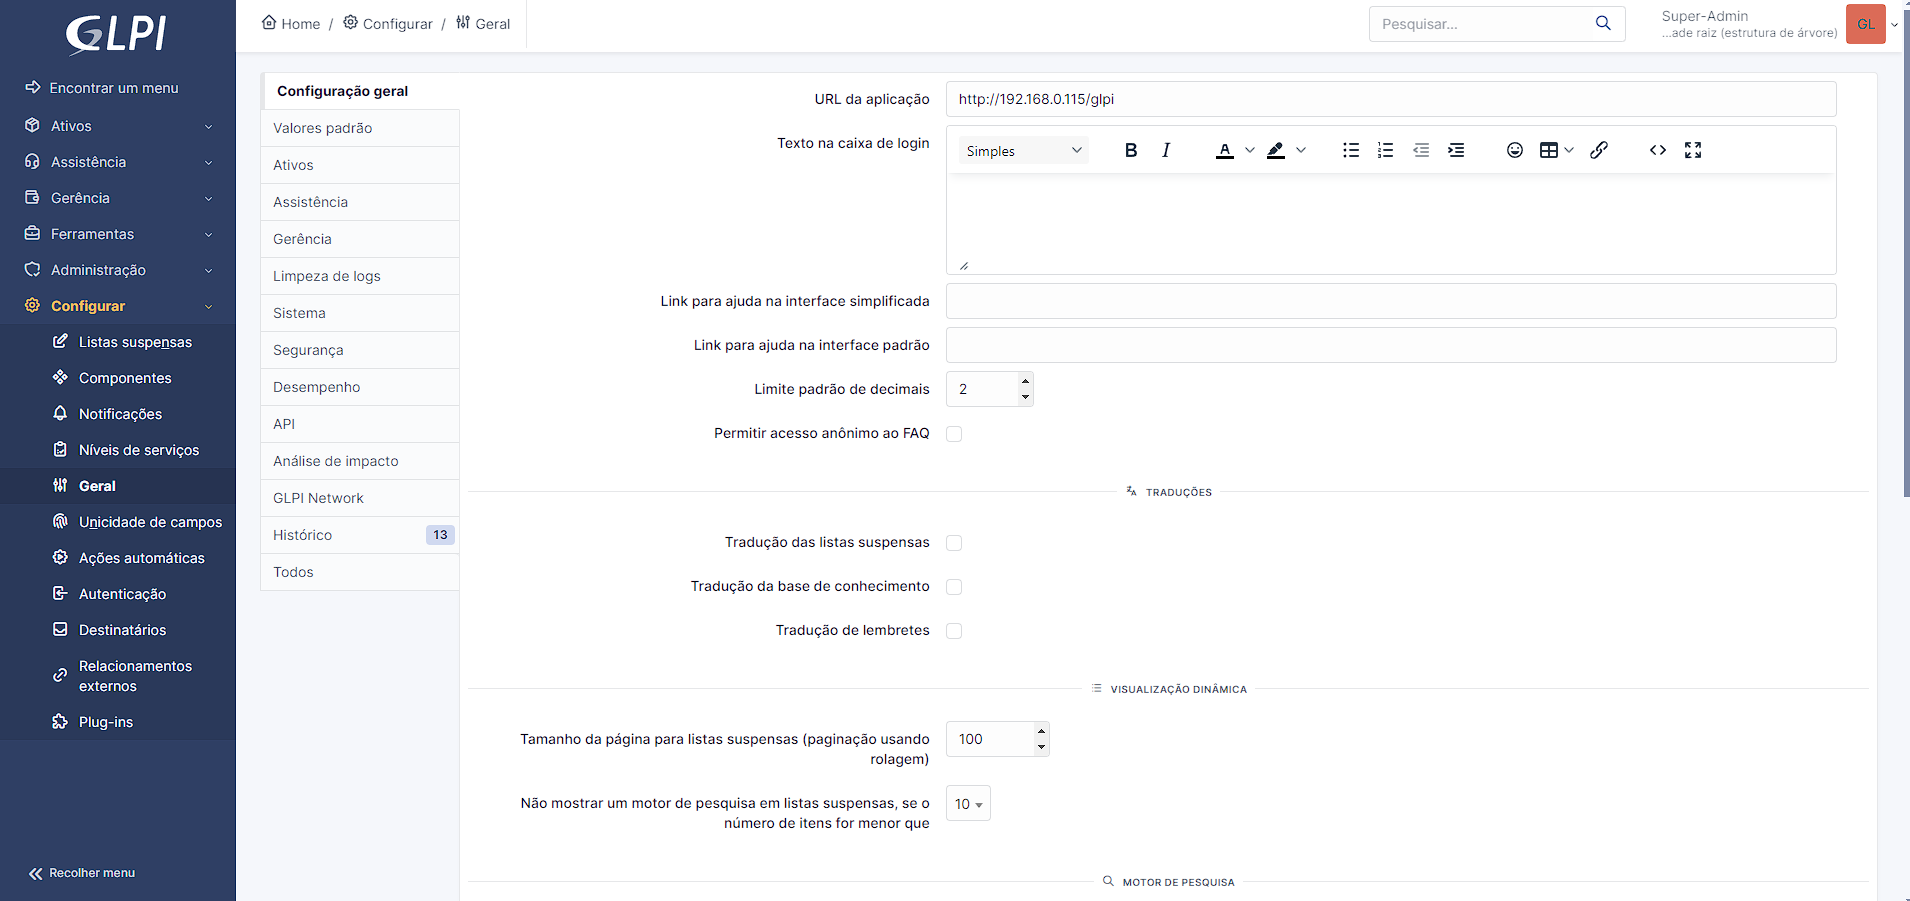 GLPI
Encontrar um menu
Ativos
Assistência
Gerência
Ferramentas
Administração
Configurar
Listas suspensas
Componentes
Notificações
Níveis de serviços
Geral
Unicidade de campos
Ações automáticas
Autenticação
Destinatários
Relacionamentos
externos
Plug-ins
Recolher menu
Home / Configurar / Geral
Pesquisar...
Super-Admin
...ade raiz (estrutura de árvore)
GL
Configuração geral
Valores padrão
Ativos
Assistência
Gerência
Limpeza de logs
Sistema
Segurança
Desempenho
API
Análise de impacto
GLPI Network
Histórico 13
Todos
URL da aplicação http://192.168.0.115/glpi
Texto na caixa de login
Simples B I A
Link para ajuda na interface simplificada
Link para ajuda na interface padrão
Limite padrão de decimais 2
Permitir acesso anônimo ao FAQ
TRADUÇÕES
Tradução das listas suspensas
Tradução da base de conhecimento
Tradução de lembretes
VISUALIZAÇÃO DINÂMICA
Tamanho da página para listas suspensas (paginação usando
rolagem) 100
Não mostrar um motor de pesquisa em listas suspensas, se o
número de itens for menor que 10
MOTOR DE PESQUISA